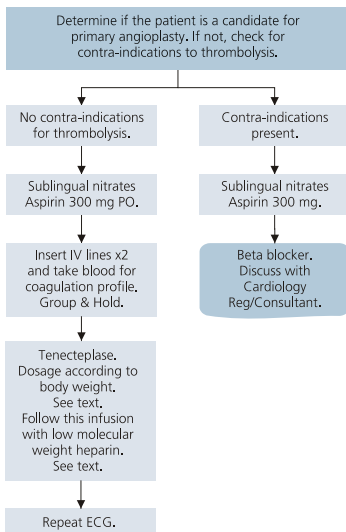 Determine if the patient is a candidate for
primary angioplasty. If not, check for
contra-indications to thrombolysis.
No contra-indications
for thrombolysis.
Contra-indications
present.
Sublingual nitrates
Aspirin 300 mg PO.
Sublingual nitrates
Aspirin 300 mg.
Insert IV lines x2
and take blood for
coagulation profile.
Group & Hold.
Beta blocker.
Discuss with
Cardiology
Reg/Consultant.
Tenecteplase.
Dosage according to
body weight.
See text.
Follow this infusion
with low molecular
weight heparin.
See text.
Repeat ECG.